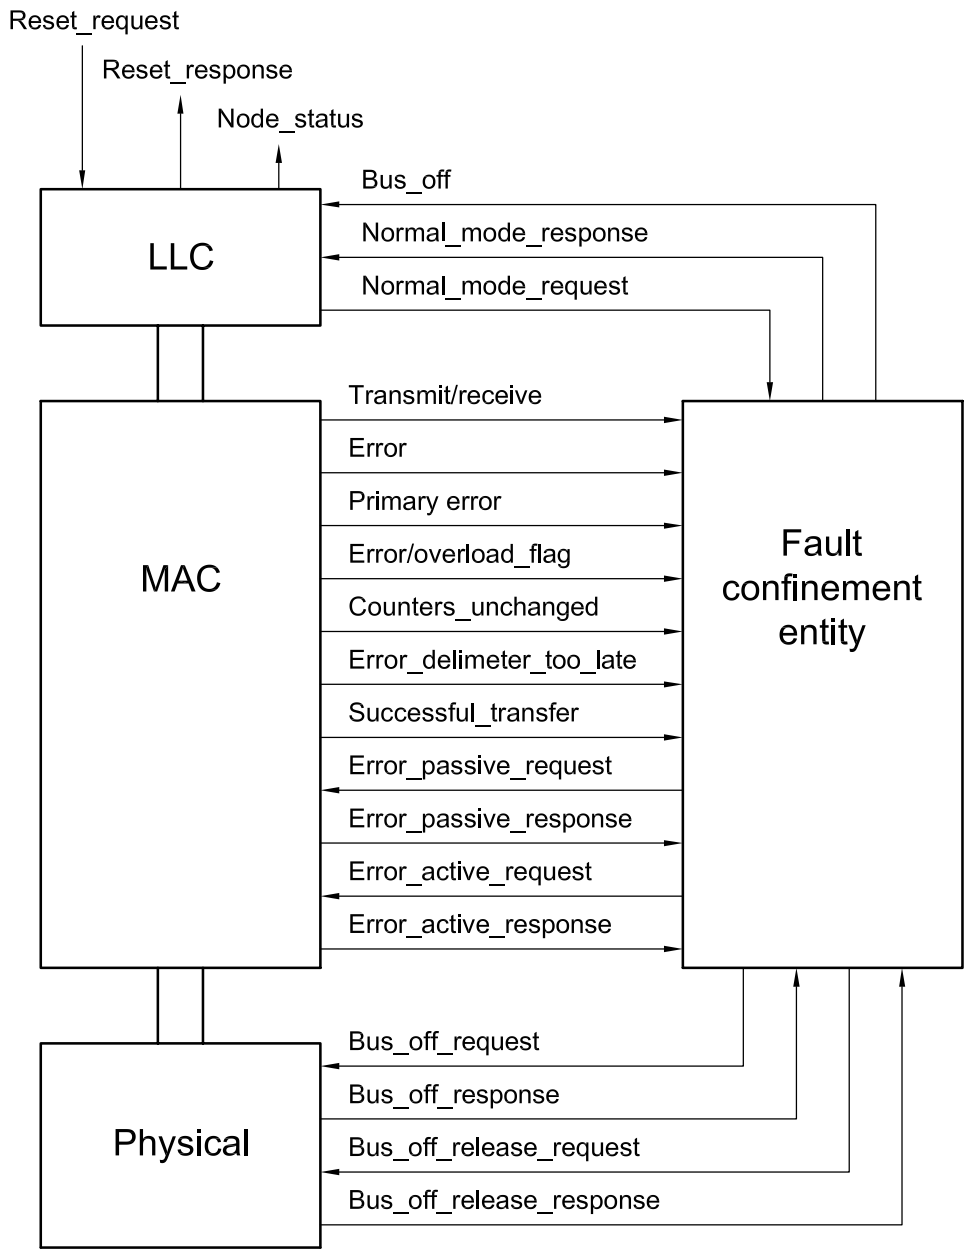 Reset_request
Reset_response
Node_status
Bus_off
Normal_mode_response
LLC
Normal_mode_request
Transmit/receive
Error
Primary error
Error/overload_flag
Fault
confinement
entity
MAC
Counters_unchanged
Error_delimeter_too_late
Successful_transfer
Error_passive_request
Error_passive_response
Error_active_request
Error_active_response
Bus_off_request
Bus_off_response
Physical
Bus_off_release_request
Bus_off_release_response